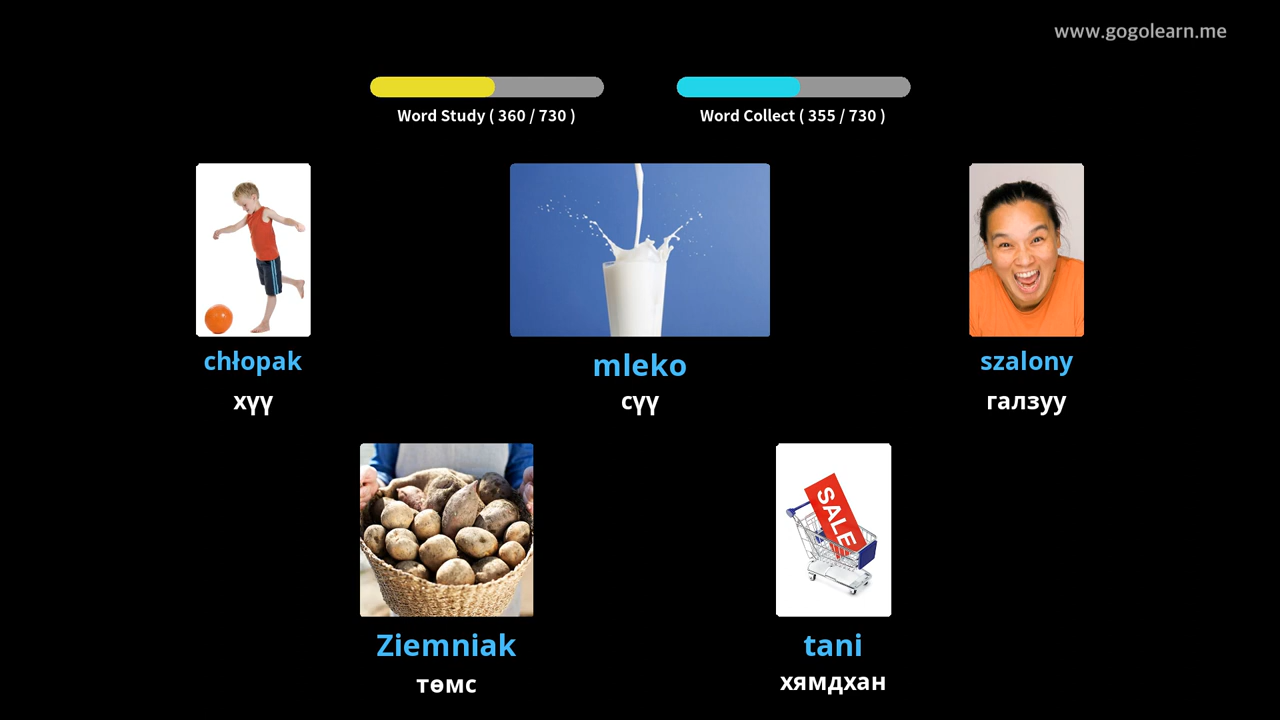 www.gogolearn.me
Word Study ( 360 / 730 )
Word Collect ( 355 / 730 )
chłopak
хүү
mleko
сүү
szalony
галзуу
SALE
Ziemniak
төмс
tani
хямдхан